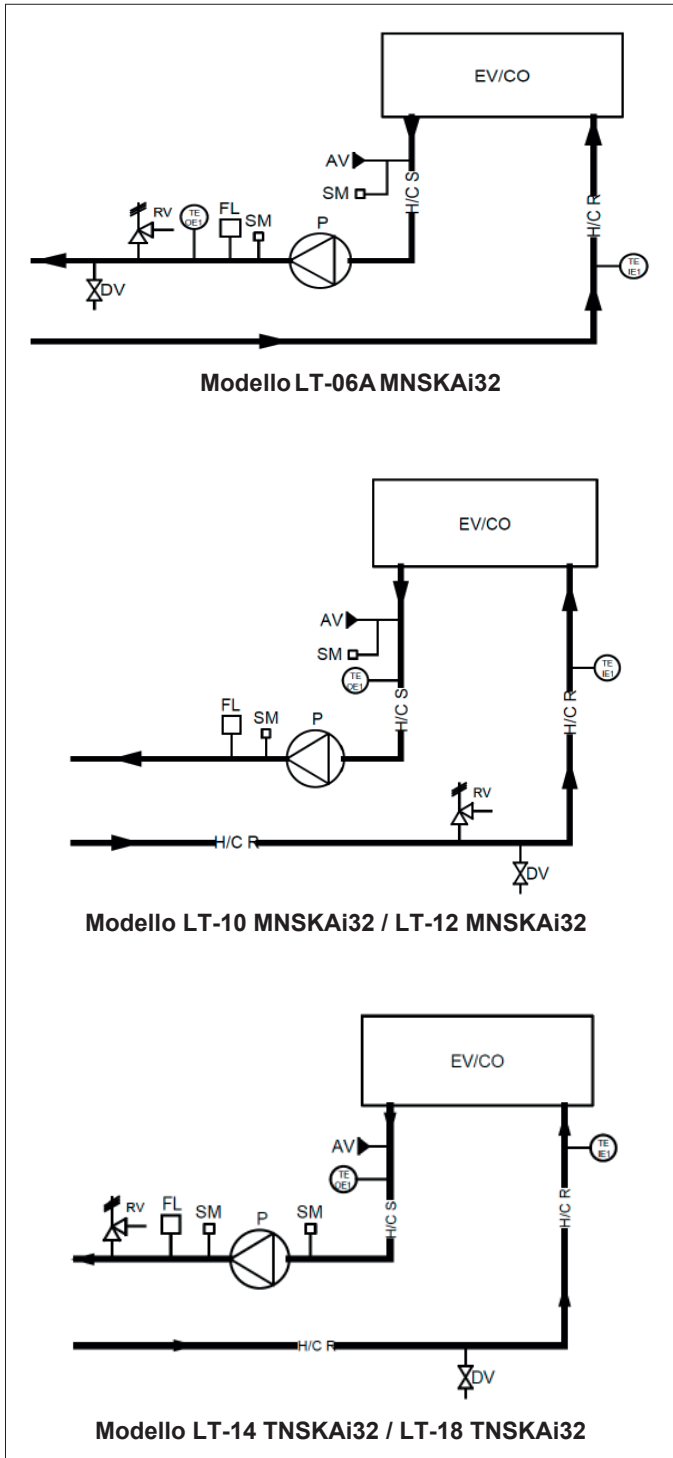 EV/CO
AV
SM
H/C S
H/C R
RV
TE
OE1
FL
SM
P
TE
IE1
DV
Modello LT-06A MNSKAi32
EV/CO
AV
SM
TE
OE1
H/C S
TE
IE1
H/C R
FL
SM
P
RV
H/C R
DV
Modello LT-10 MNSKAi32 / LT-12 MNSKAi32
EV/CO
AV
TE
OE1
TE
IE1
H/C S
H/C R
RV
FL
SM
P
SM
H/C R
DV
Modello LT-14 TNSKAi32 / LT-18 TNSKAi32